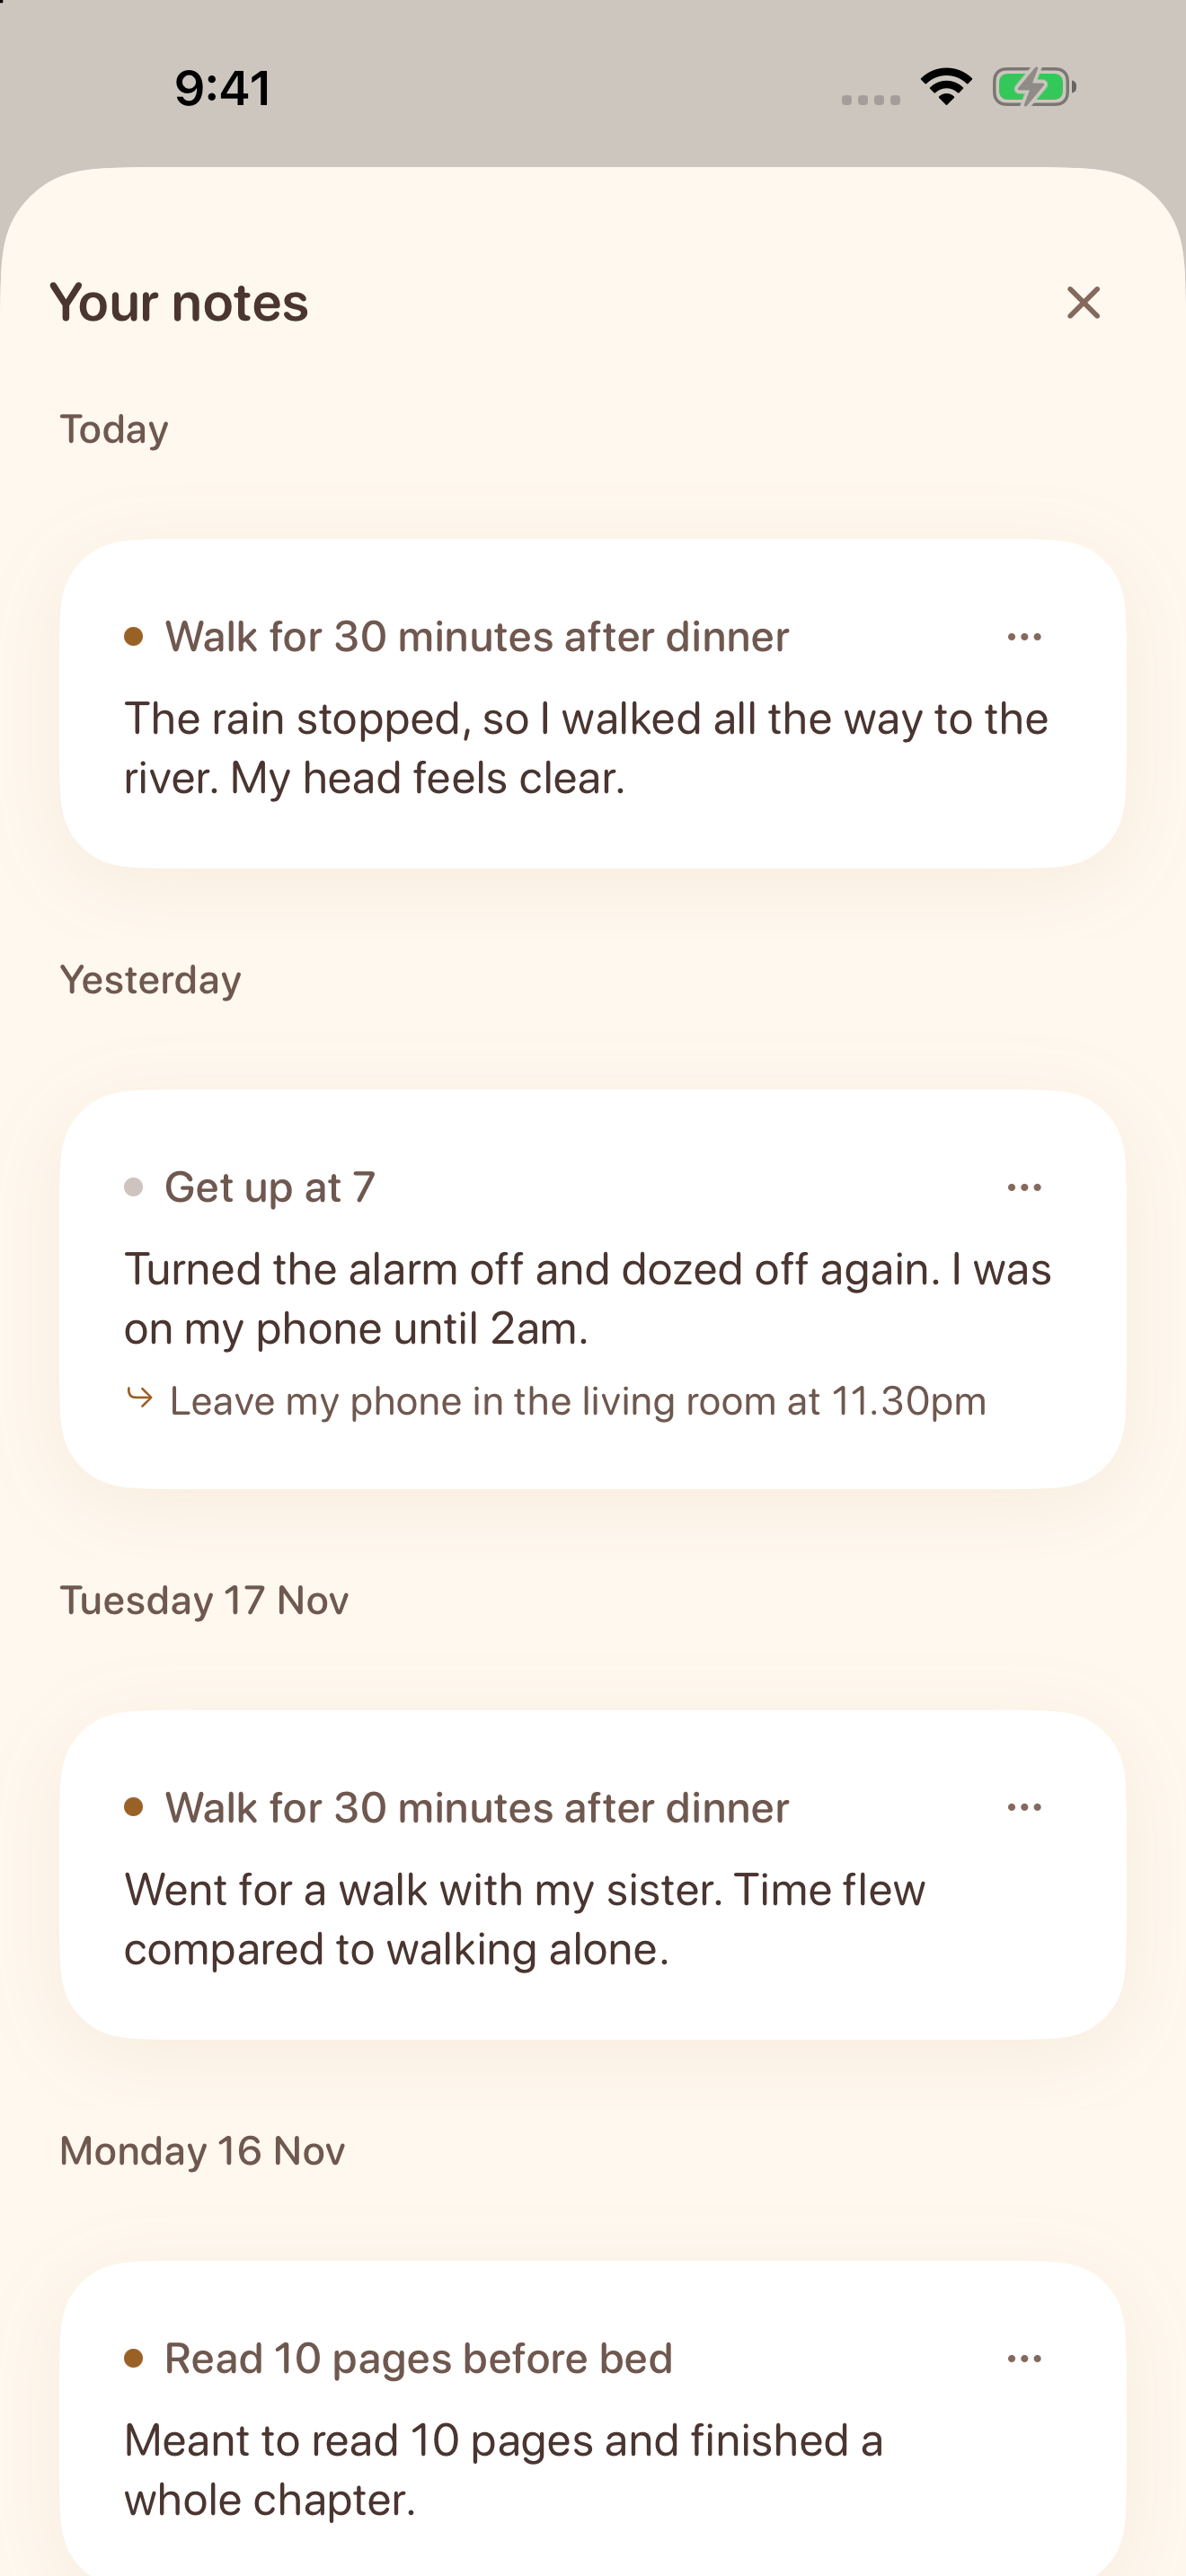 9:41
Your notes
Today
Walk for 30 minutes after dinner
The rain stopped, so I walked all the way to the
river. My head feels clear.
Yesterday
Get up at 7
Turned the alarm off and dozed off again. I was
on my phone until 2am.
Leave my phone in the living room at 11.30pm
Tuesday 17 Nov
Walk for 30 minutes after dinner
Went for a walk with my sister. Time flew
compared to walking alone.
Monday 16 Nov
Read 10 pages before bed
Meant to read 10 pages and finished a
whole chapter.